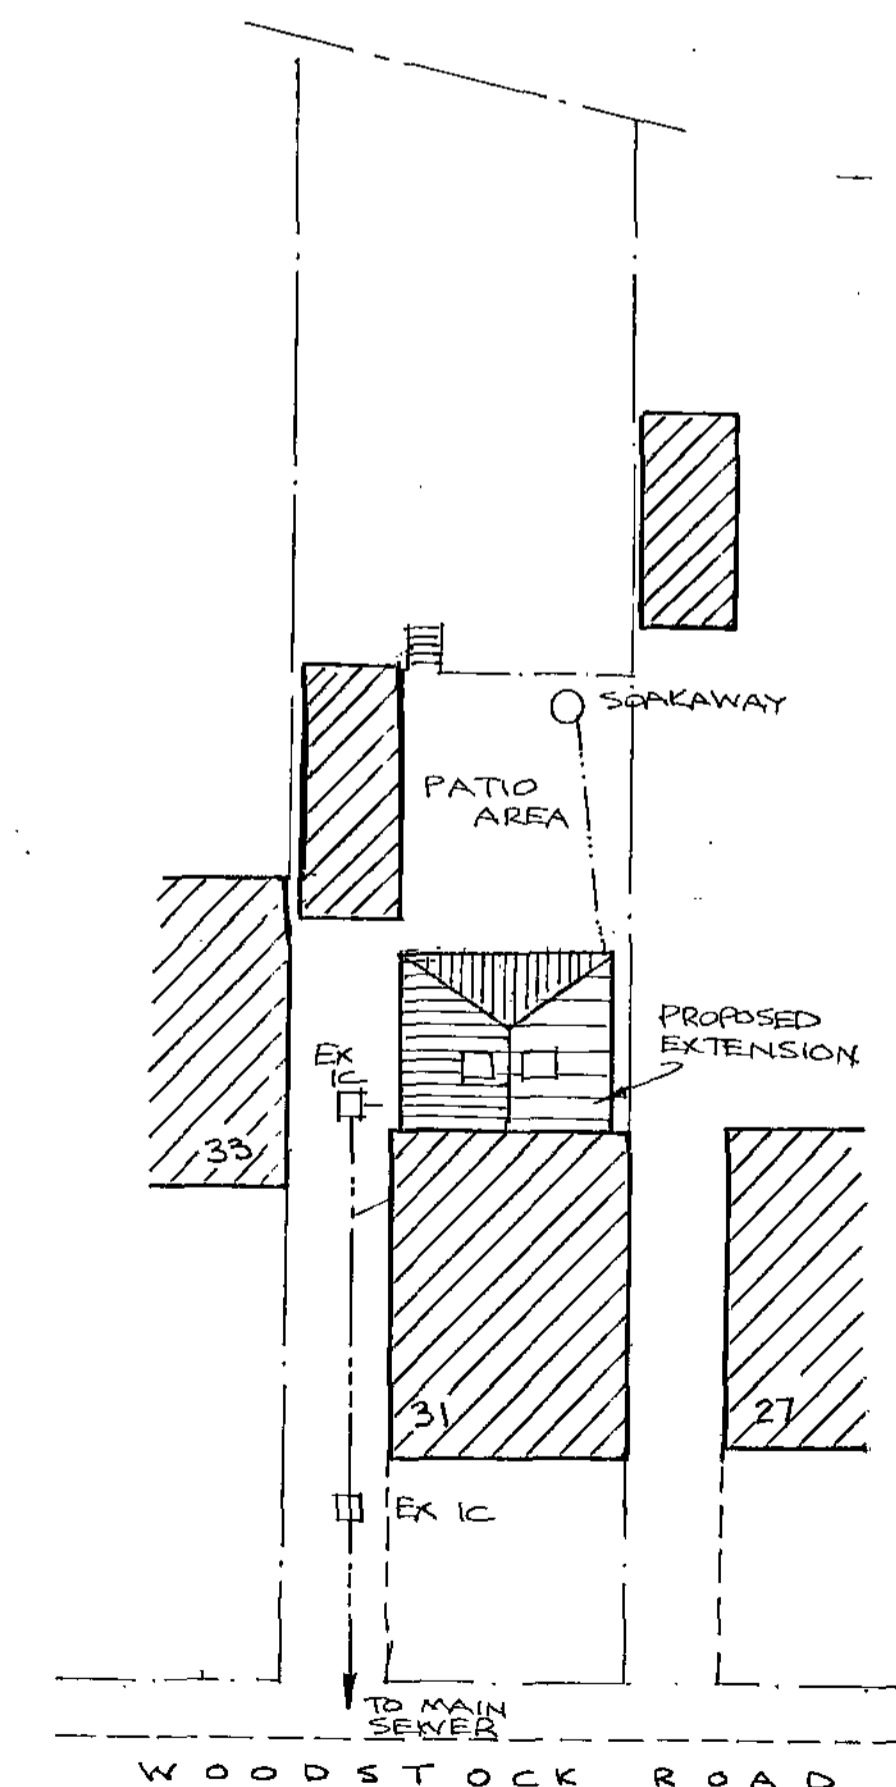 SOAKAWAY
PATIO
AREA
PROPOSED
EXTENSION
EX
IC
33
31
27
EX IC
TO MAIN
SEWER
WOODSTOCK ROAD